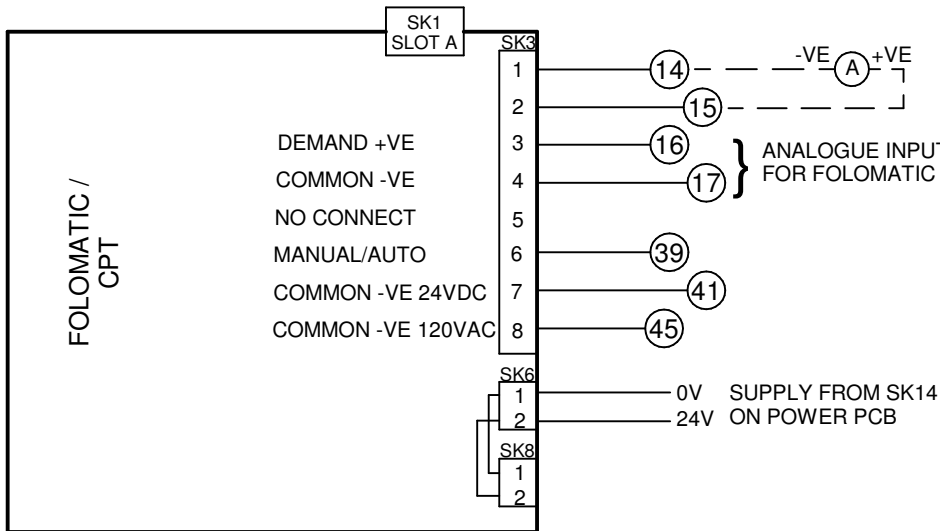 SK1
SLOT A
SK3
1
14
-VE
A
+VE
2
15
DEMAND +VE
3
16
ANALOGUE INPUT
FOR FOLOMATIC
COMMON -VE
4
17
NO CONNECT
5
MANUAL/AUTO
6
39
COMMON -VE 24VDC
7
41
COMMON -VE 120VAC
8
45
FOLOMATIC /
CPT
SK6
1
0V
SUPPLY FROM SK14
2
24V
ON POWER PCB
SK8
1
2